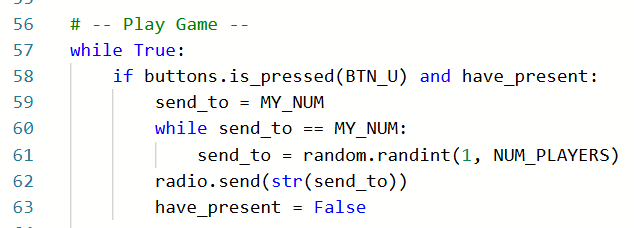 56 # -- Play Game --
57 while True:
58     if buttons.is_pressed(BTN_U) and have_present:
59         send_to = MY_NUM
60         while send_to == MY_NUM:
61             send_to = random.randint(1, NUM_PLAYERS)
62         radio.send(str(send_to))
63         have_present = False